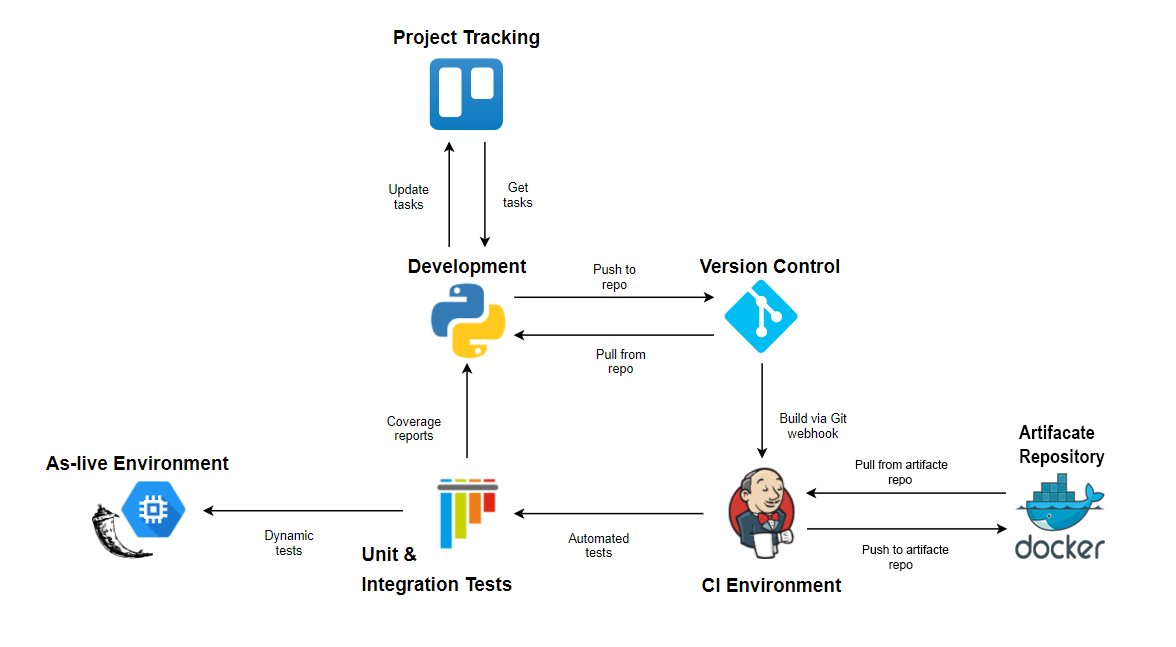 Project Tracking
Update
tasks
Get
tasks
Development
Version Control
Push to
repo
Pull from
repo
Coverage
reports
Build via Git
webhook
Artifacate
Repository
As-live Environment
Pull from artifacte
repo
Dynamic
tests
Automated
tests
Push to artifacte
repo
docker
Unit &
Integration Tests
CI Environment